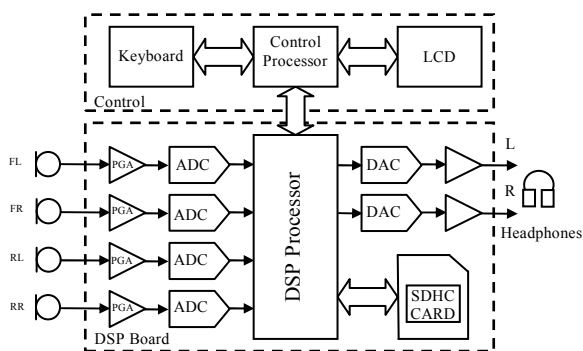 Keyboard
Control
Processor
LCD
Control
FL
PGA
ADC
DAC
L
FR
PGA
ADC
DAC
R
Headphones
DSP Processor
RL
PGA
ADC
SDHC
CARD
RR
PGA
ADC
DSP Board